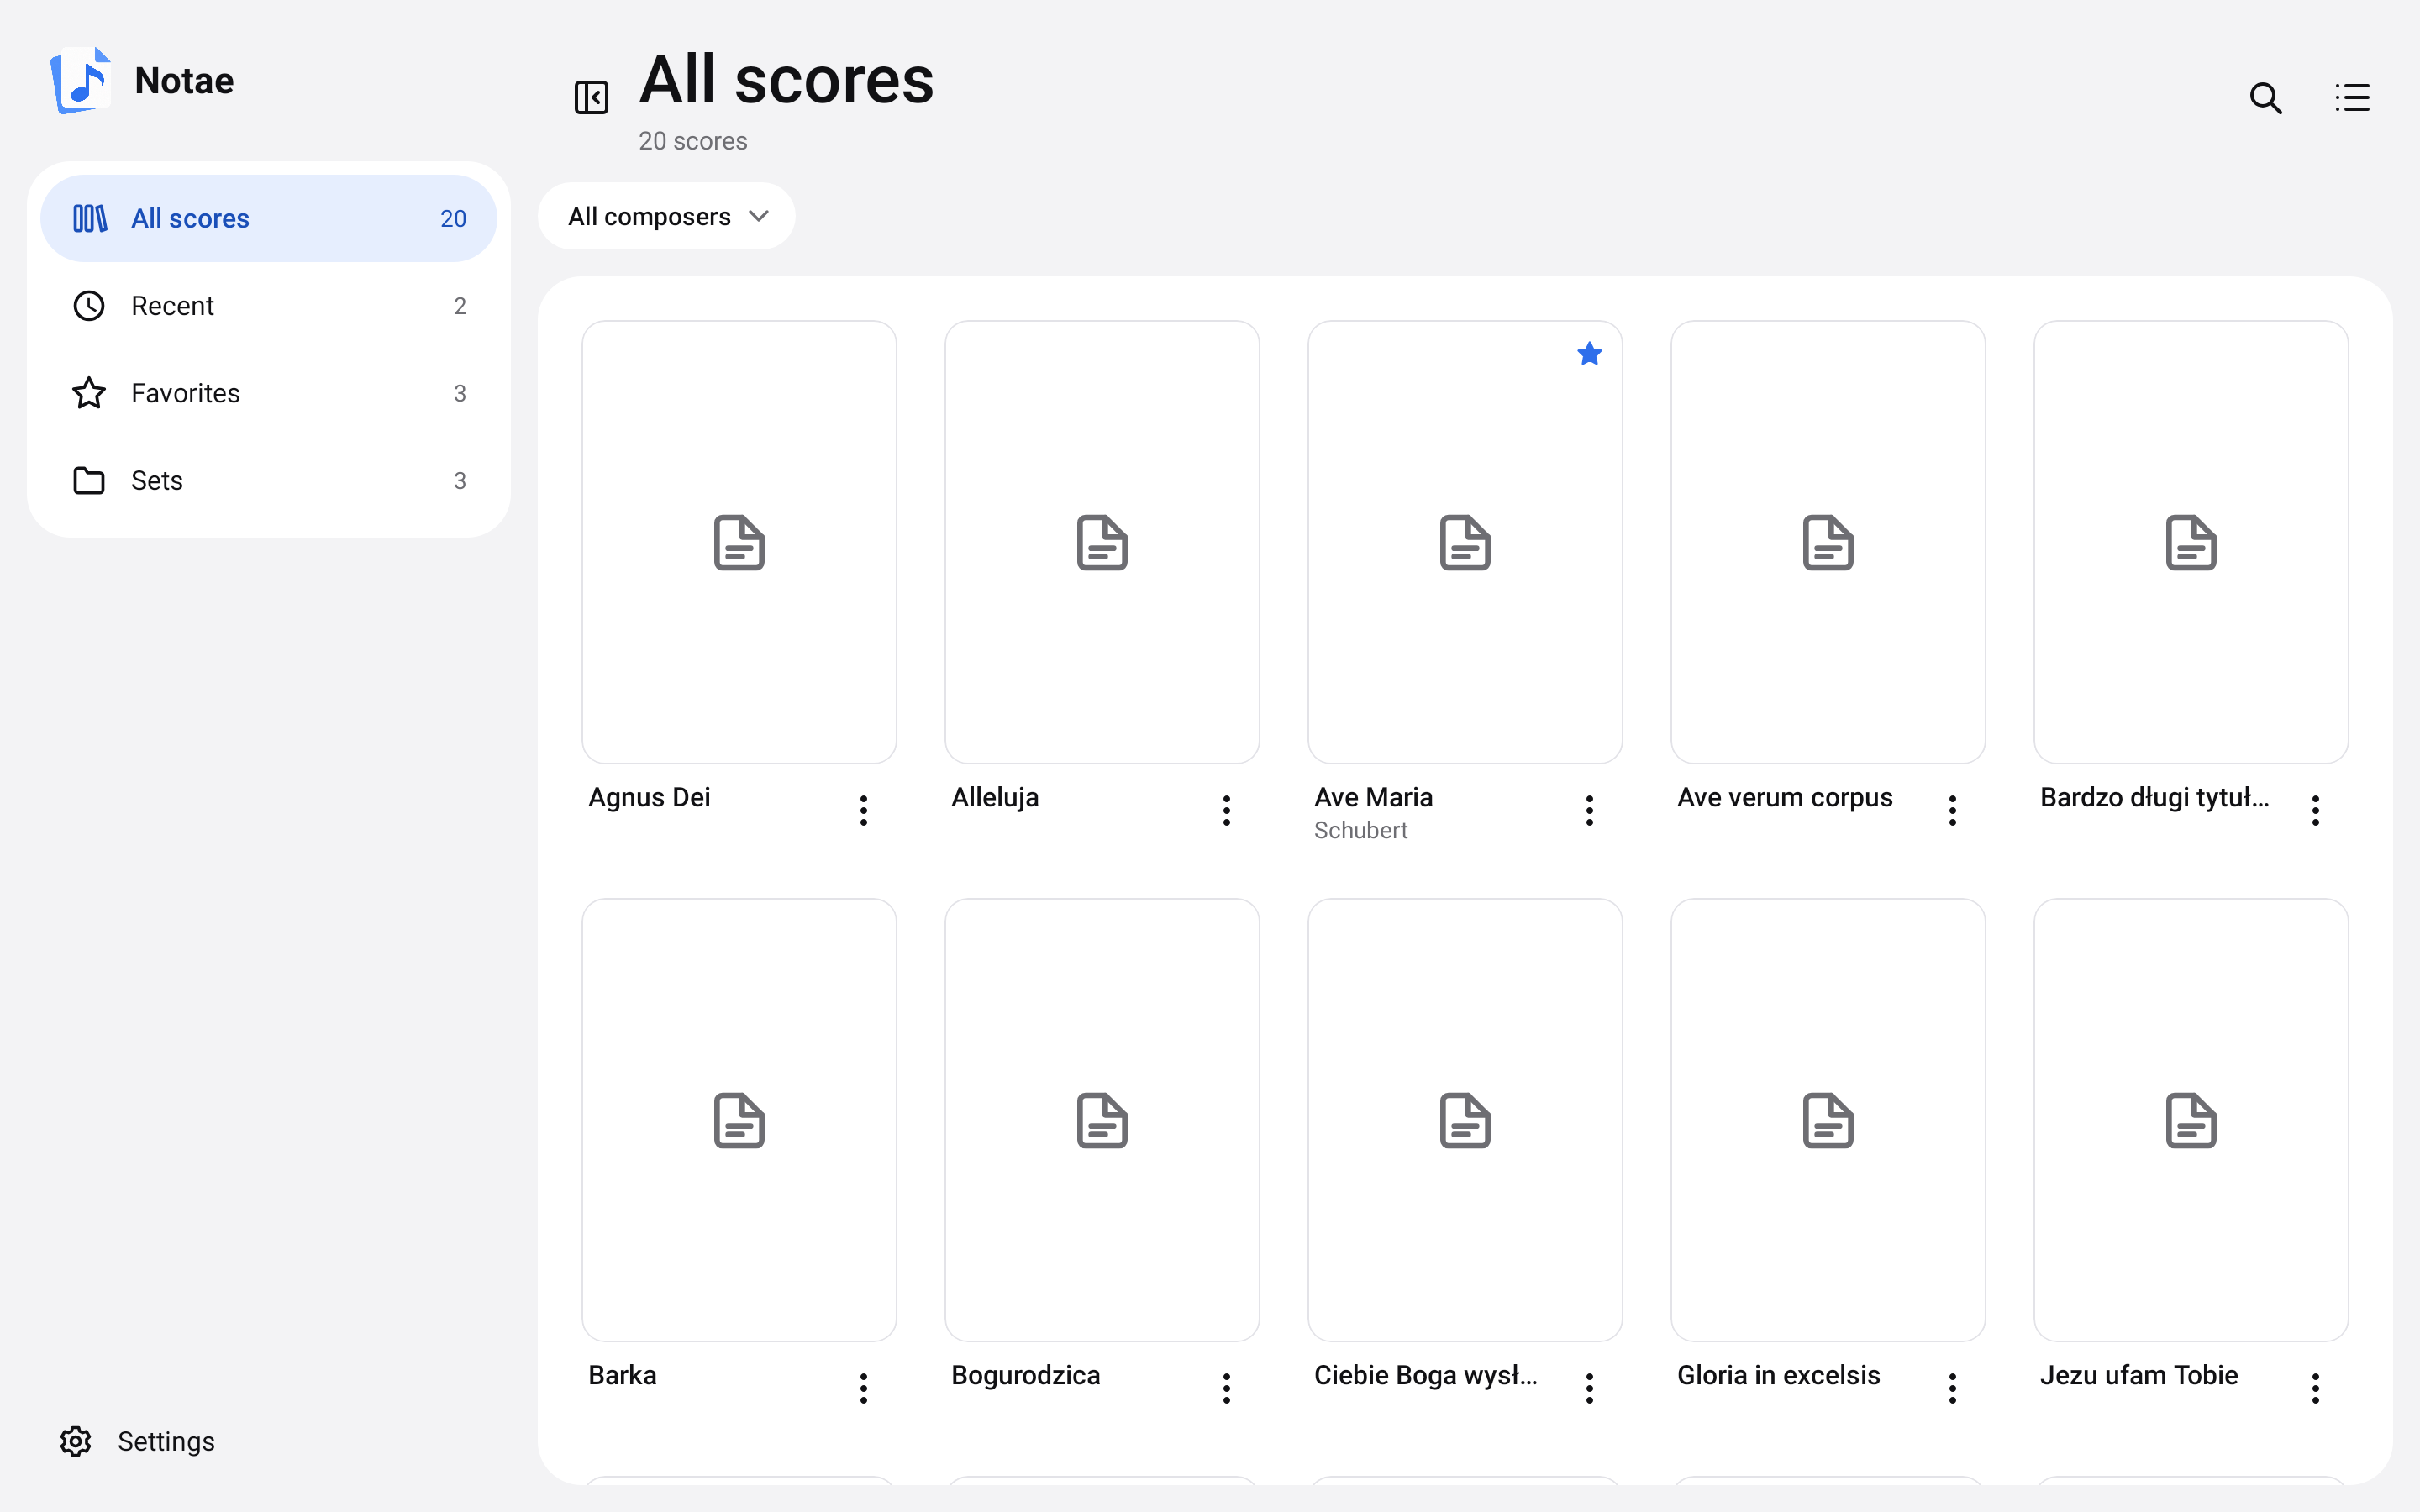 Notae
All scores
20 scores
All scores 20
Recent 2
Favorites 3
Sets 3
All composers
Agnus Dei
Alleluja
Ave Maria
Schubert
Ave verum corpus
Bardzo długi tytuł...
Barka
Bogurodzica
Ciebie Boga wysł...
Gloria in excelsis
Jezu ufam Tobie
Settings